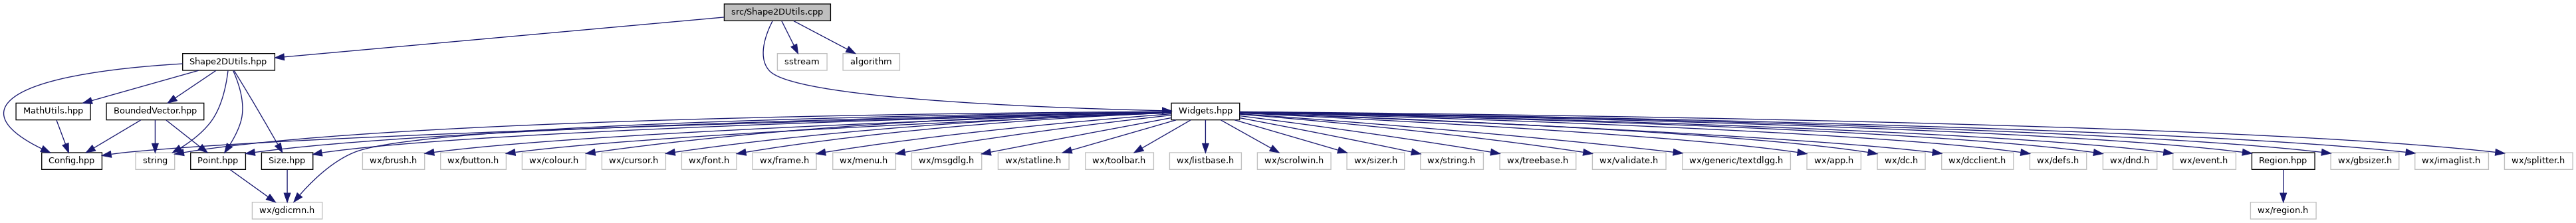 src/Shape2DUtils.cpp
Shape2DUtils.hpp
sstream
algorithm
MathUtils.hpp
BoundedVector.hpp
Widgets.hpp
Config.hpp
string
Point.hpp
Size.hpp
wx/brush.h
wx/button.h
wx/colour.h
wx/cursor.h
wx/font.h
wx/frame.h
wx/menu.h
wx/msgdlg.h
wx/statline.h
wx/toolbar.h
wx/listbase.h
wx/scrolwin.h
wx/sizer.h
wx/string.h
wx/treebase.h
wx/validate.h
wx/generic/textdlgg.h
wx/app.h
wx/dc.h
wx/dcclient.h
wx/defs.h
wx/dnd.h
wx/event.h
Region.hpp
wx/gbsizer.h
wx/imaglist.h
wx/splitter.h
wx/gdicmn.h
wx/region.h